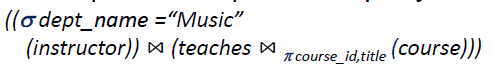 ((σ dept_name =“Music”
(instructor)) ⋈ (teaches ⋈ π course_id,title (course)))